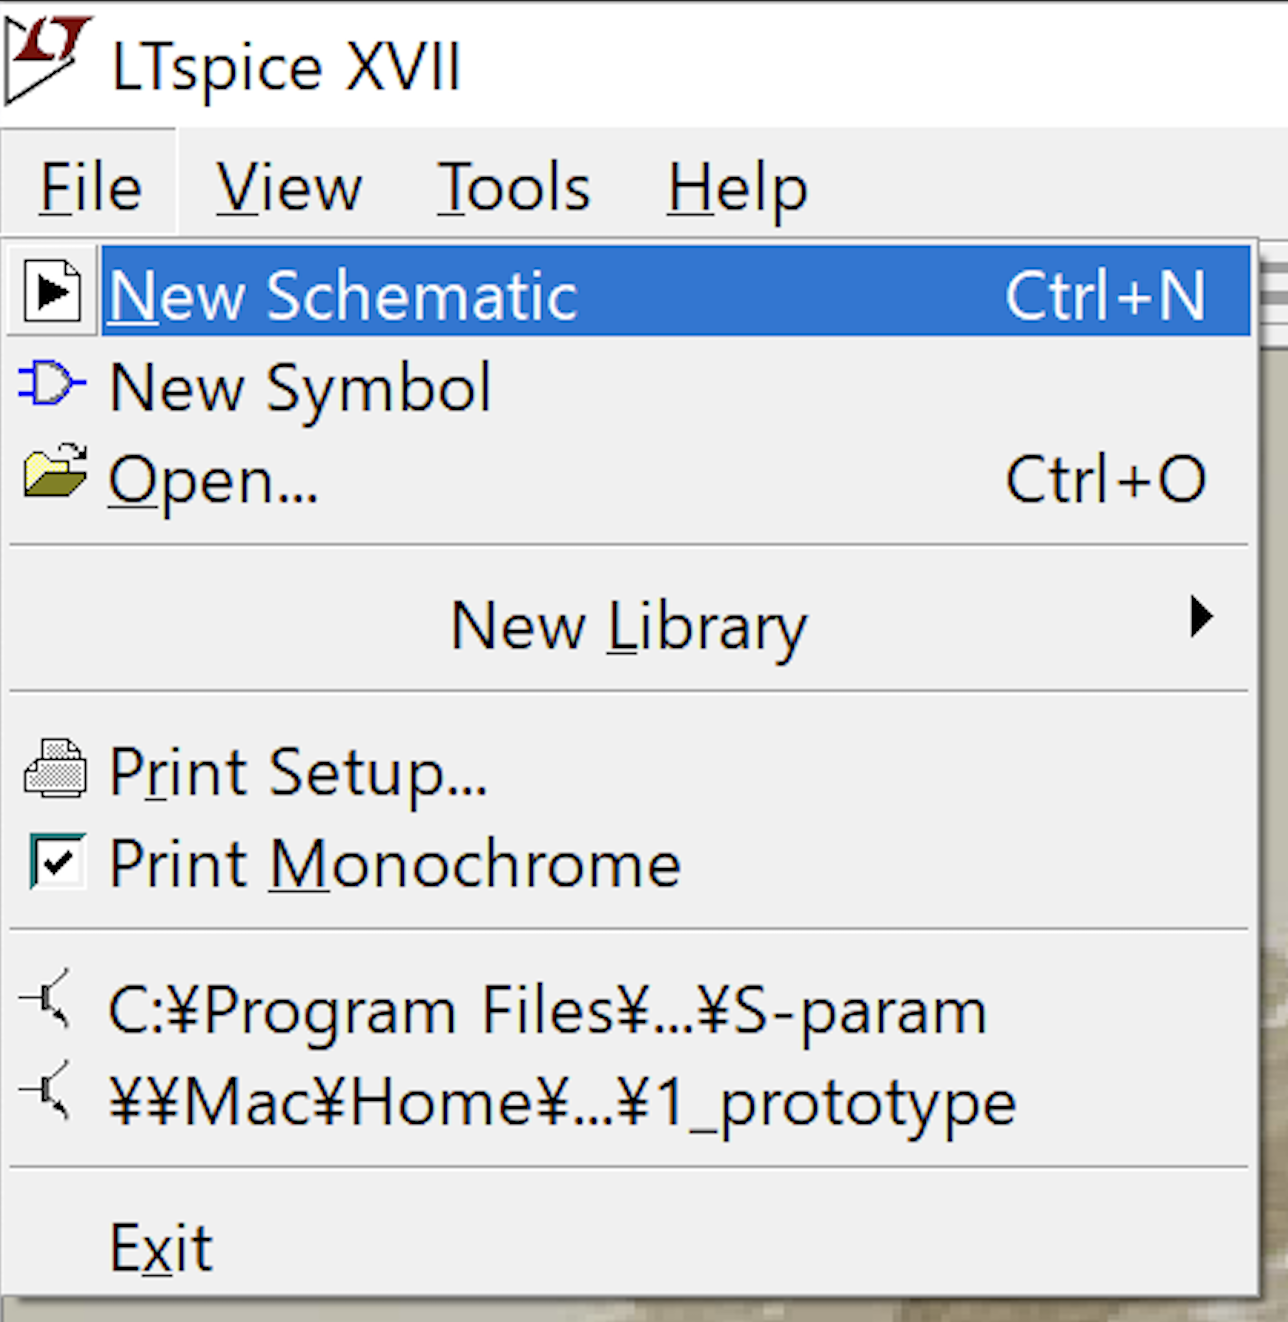 LTspice XVII
File View Tools Help
New Schematic Ctrl+N
New Symbol
Open... Ctrl+O
New Library
Print Setup...
Print Monochrome
C:¥Program Files¥...¥S-param
¥¥Mac¥Home¥...¥1_prototype
Exit